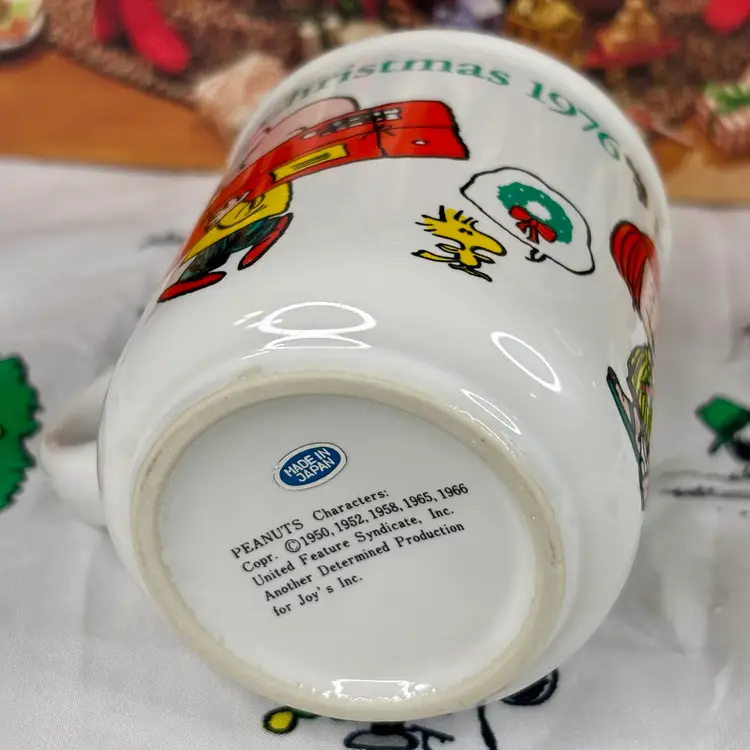 Christmas 1976
MADE IN
JAPAN
PEANUTS Characters:
Copr. ©1950,1952,1958,1965,1966
United Feature Syndicate, Inc.
Another Determined Production
for Joy's Inc.